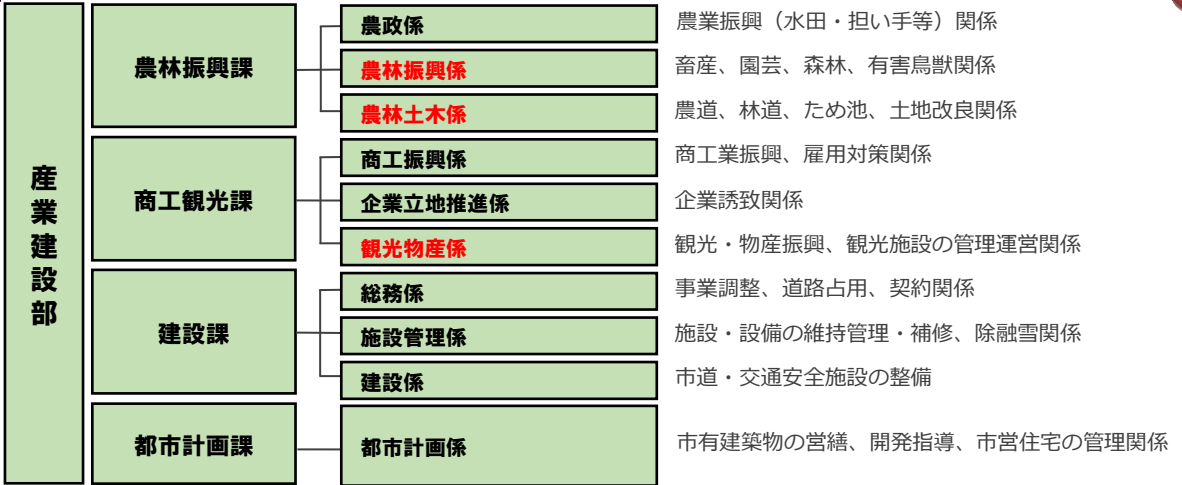 産業建設部
農林振興課
農政係 農業振興（水田・担い手等）関係
農林振興係 畜産、園芸、森林、有害鳥獣関係
農林土木係 農道、林道、ため池、土地改良関係
商工観光課
商工振興係 商工業振興、雇用対策関係
企業立地推進係 企業誘致関係
観光物産係 観光・物産振興、観光施設の管理運営関係
建設課
総務係 事業調整、道路占用、契約関係
施設管理係 施設・設備の維持管理・補修、除融雪関係
建設係 市道・交通安全施設の整備
都市計画課
都市計画係 市有建築物の営繕、開発指導、市営住宅の管理関係